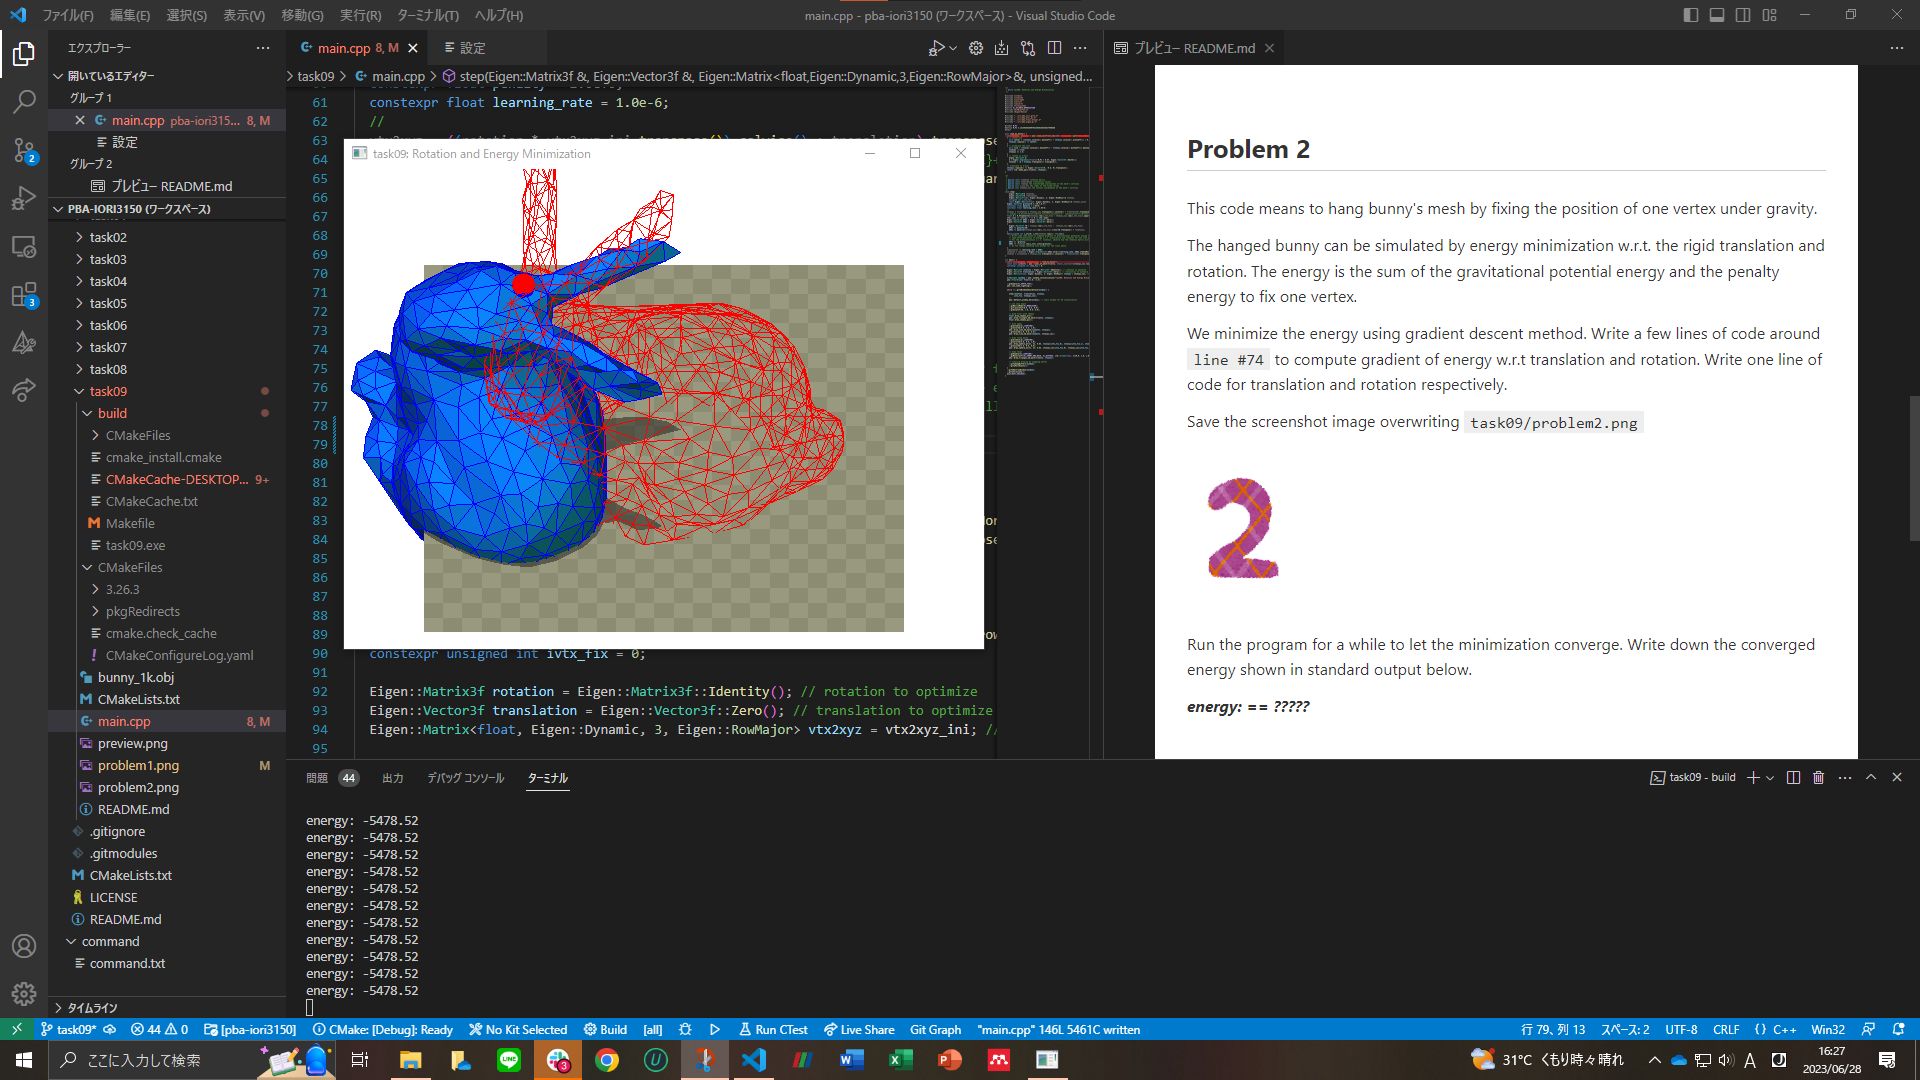 ファイル(F) 編集(E) 選択(S) 表示(V) 移動(G) 実行(R) ターミナル(T) ヘルプ(H)
main.cpp - pba-iori3150 (ワークスペース) - Visual Studio Code
エクスプローラー
開いているエディター
グループ 1
main.cpp pba-iori315... 8, M
設定
グループ 2
プレビュー README.md
PBA-IORI3150 (ワークスペース)
task02
task03
task04
task05
task06
task07
task08
task09
build
CMakeFiles
cmake_install.cmake
CMakeCache-DESKTOP... 9+
CMakeCache.txt
Makefile
task09.exe
CMakeFiles
3.26.3
pkgRedirects
cmake.check_cache
CMakeConfigureLog.yaml
bunny_1k.obj
CMakeLists.txt
main.cpp 8, M
preview.png
problem1.png M
problem2.png
README.md
.gitignore
.gitmodules
CMakeLists.txt
LICENSE
README.md
command
command.txt
タイムライン
main.cpp 8, M
設定
task09 > main.cpp > step(Eigen::Matrix3f &, Eigen::Vector3f &, Eigen::Matrix<float,Eigen::Dynamic,3,Eigen::RowMajor>&, unsigned...
61 constexpr float learning_rate = 1.0e-6;
62 //
63
64
65
66
67
68
69
70
71
72
73
74
75
76
77
78
79
80
81
82
83
84
85
86
87
88
89
90 constexpr unsigned int ivtx_fix = 0;
91
92 Eigen::Matrix3f rotation = Eigen::Matrix3f::Identity(); // rotation to optimize
93 Eigen::Vector3f translation = Eigen::Vector3f::Zero(); // translation to optimize
94 Eigen::Matrix<float, Eigen::Dynamic, 3, Eigen::RowMajor> vtx2xyz = vtx2xyz_ini; //
95
task09: Rotation and Energy Minimization
プレビュー README.md
Problem 2
This code means to hang bunny's mesh by fixing the position of one vertex under gravity.
The hanged bunny can be simulated by energy minimization w.r.t. the rigid translation and
rotation. The energy is the sum of the gravitational potential energy and the penalty
energy to fix one vertex.
We minimize the energy using gradient descent method. Write a few lines of code around
line #74 to compute gradient of energy w.r.t translation and rotation. Write one line of
code for translation and rotation respectively.
Save the screenshot image overwriting task09/problem2.png
2
Run the program for a while to let the minimization converge. Write down the converged
energy shown in standard output below.
energy: == ?????
問題 44 出力 デバッグ コンソール ターミナル
task09 - build
energy: -5478.52
energy: -5478.52
energy: -5478.52
energy: -5478.52
energy: -5478.52
energy: -5478.52
energy: -5478.52
energy: -5478.52
energy: -5478.52
energy: -5478.52
energy: -5478.52
task09* 44 0 [pba-iori3150] CMake: [Debug]: Ready No Kit Selected Build [all] Run CTest Live Share Git Graph "main.cpp" 146L 5461C written
行 79、列 13 スペース: 2 UTF-8 CRLF {} C++ Win32
ここに入力して検索
31°C くもり時々晴れ
A
16:27
2023/06/28